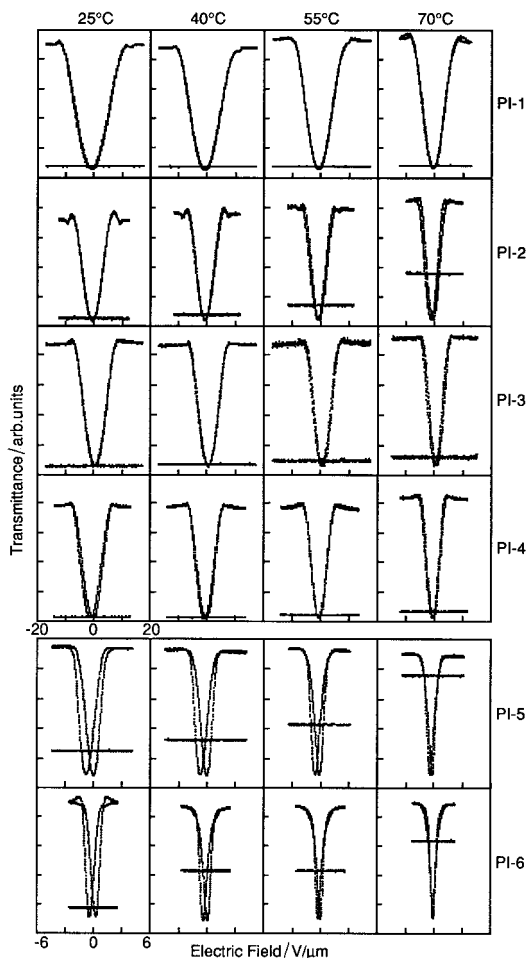 25°C 40°C 55°C 70°C
PI-1
PI-2
PI-3
PI-4
-20 0 20
PI-5
PI-6
-6 0 6
Transmittance / arb.units
Electric Field / V/μm